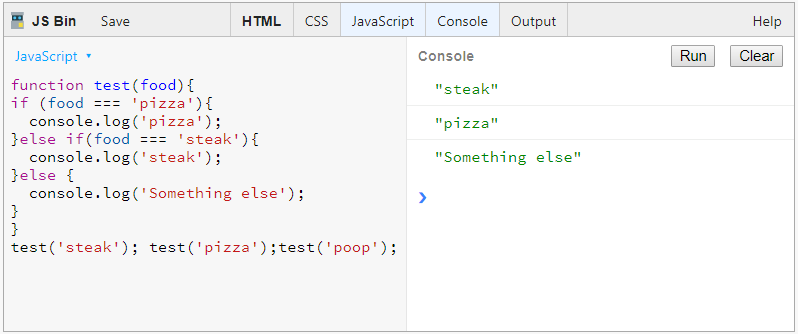 JS Bin Save HTML CSS JavaScript Console Output Help
JavaScript
function test(food){
if (food === 'pizza'){
  console.log('pizza');
}else if(food === 'steak'){
  console.log('steak');
}else {
  console.log('Something else');
}
}
test('steak'); test('pizza');test('poop');
Console Run Clear
"steak"
"pizza"
"Something else"